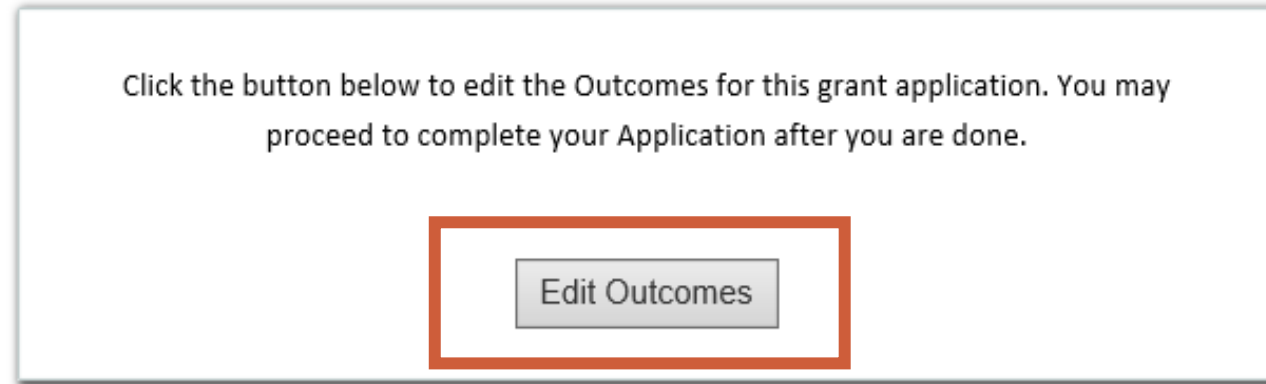 Click the button below to edit the Outcomes for this grant application. You may
proceed to complete your Application after you are done.
Edit Outcomes